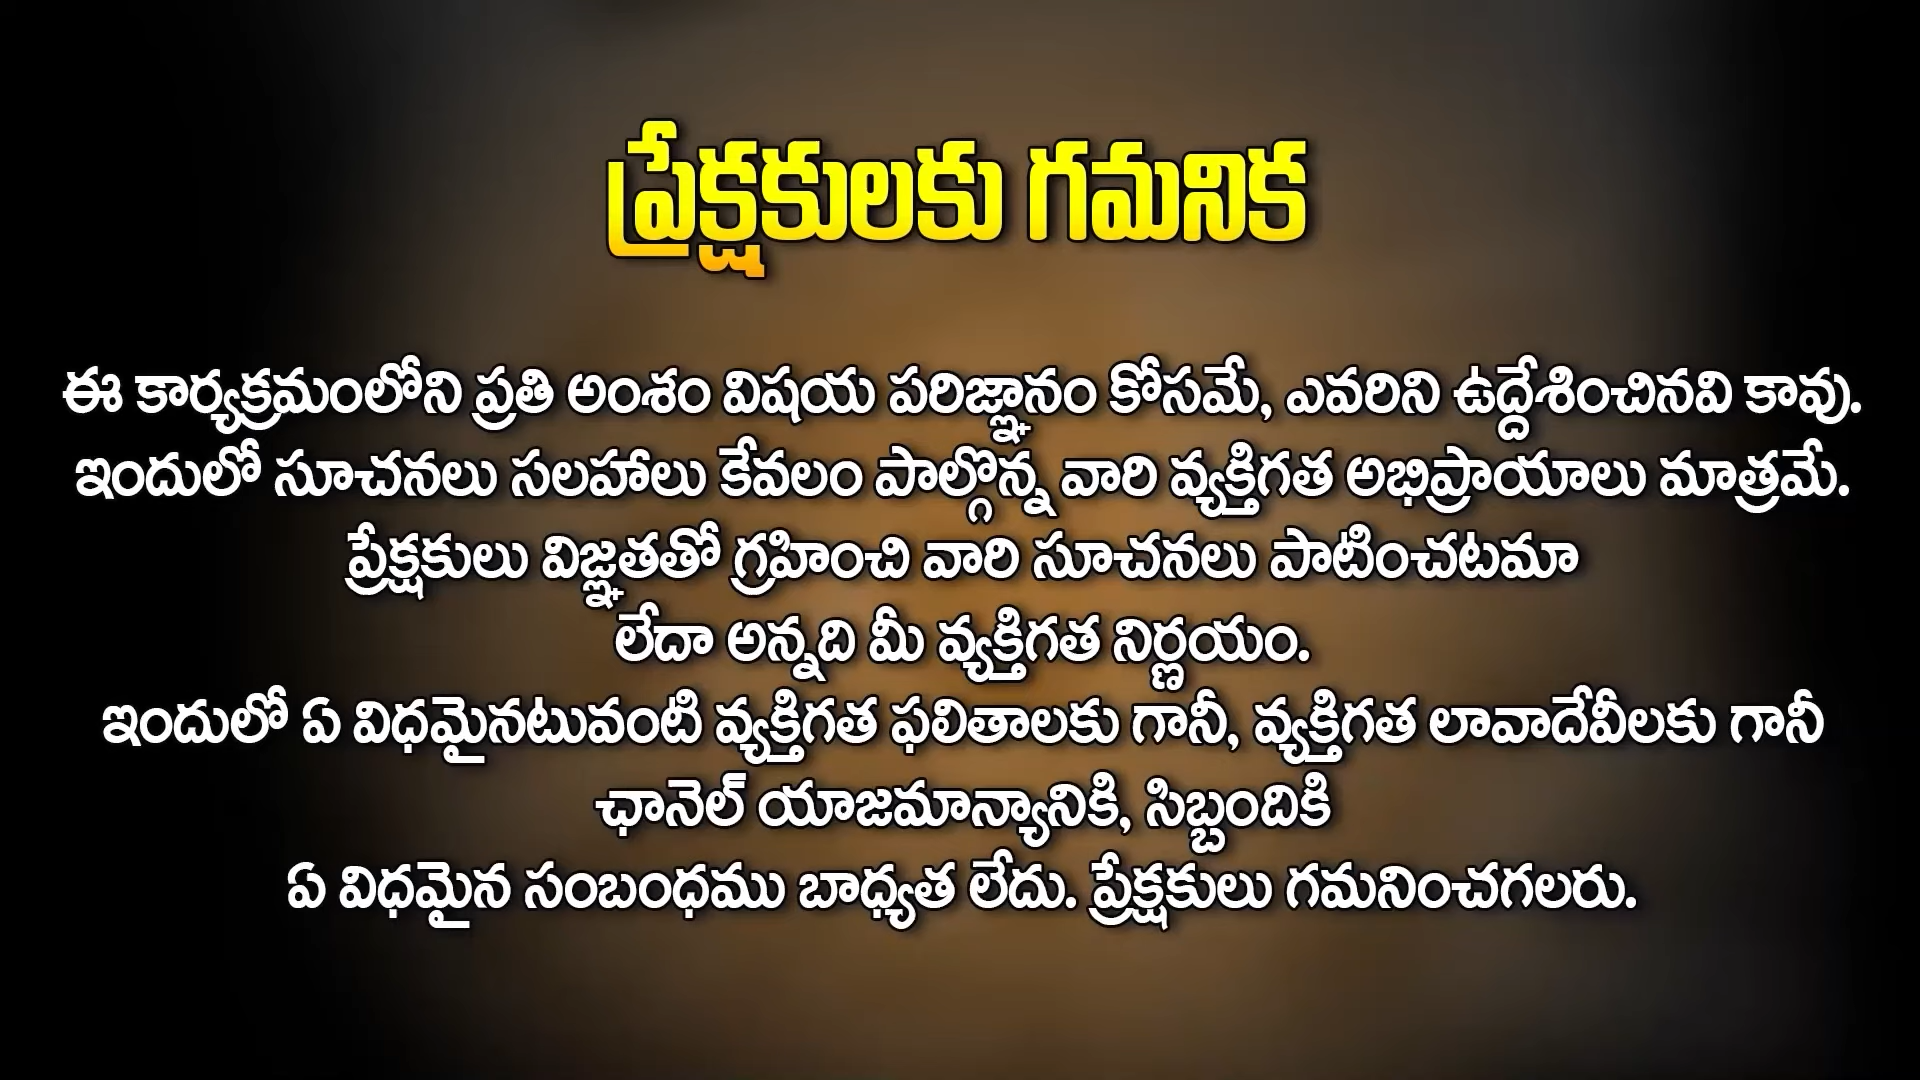 ప్రేక్షకులకు గమనిక
ఈ కార్యక్రమంలోని ప్రతి అంశం విషయ పరిజ్ఞానం కోసమే, ఎవరిని ఉద్దేశించినవి కావు.
ఇందులో సూచనలు సలహాలు కేవలం పాల్గొన్న వారి వ్యక్తిగత అభిప్రాయాలు మాత్రమే.
ప్రేక్షకులు విజ్ఞతతో గ్రహించి వారి సూచనలు పాటించటమా
లేదా అన్నది మీ వ్యక్తిగత నిర్ణయం.
ఇందులో ఏ విధమైనటువంటి వ్యక్తిగత ఫలితాలకు గానీ, వ్యక్తిగత లావాదేవీలకు గానీ
ఛానెల్ యాజమాన్యానికి, సిబ్బందికి
ఏ విధమైన సంబంధము బాధ్యత లేదు. ప్రేక్షకులు గమనించగలరు.